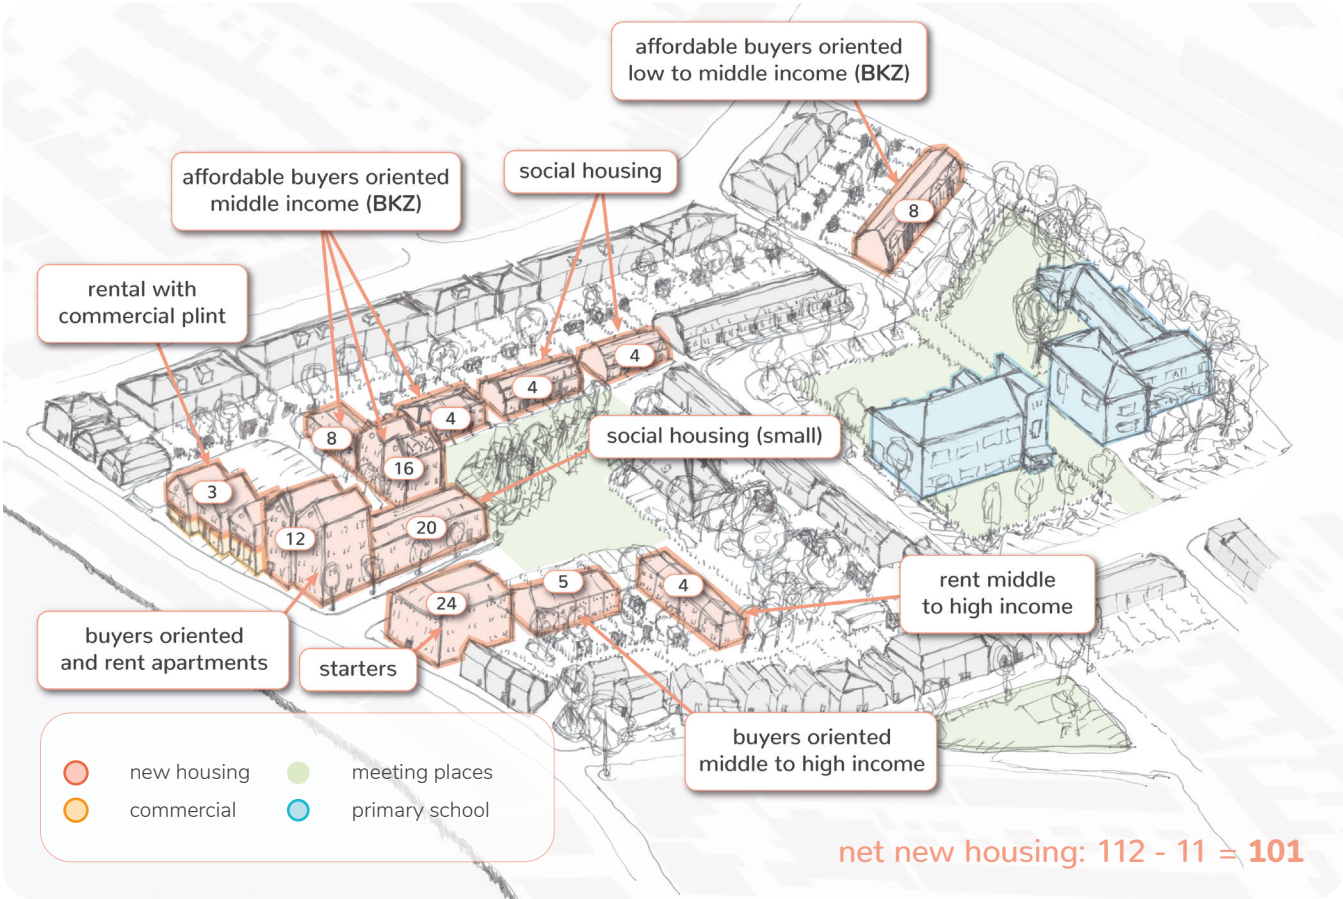 affordable buyers oriented
low to middle income (BKZ)
affordable buyers oriented
middle income (BKZ)
social housing
rental with
commercial plint
8
4
4
4
8
16
social housing (small)
3
20
12
5
4
24
rent middle
to high income
buyers oriented
and rent apartments
starters
buyers oriented
middle to high income
new housing
meeting places
commercial
primary school
net new housing: 112 - 11 = 101